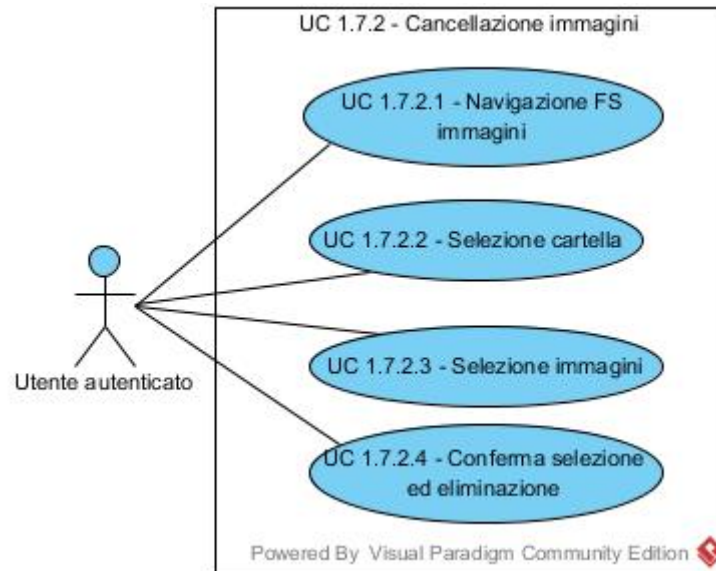 UC 1.7.2 - Cancellazione immagini
UC 1.7.2.1 - Navigazione FS
immagini
UC 1.7.2.2 - Selezione cartella
Utente autenticato
UC 1.7.2.3 - Selezione immagini
UC 1.7.2.4 - Conferma selezione
ed eliminazione
Powered By Visual Paradigm Community Edition